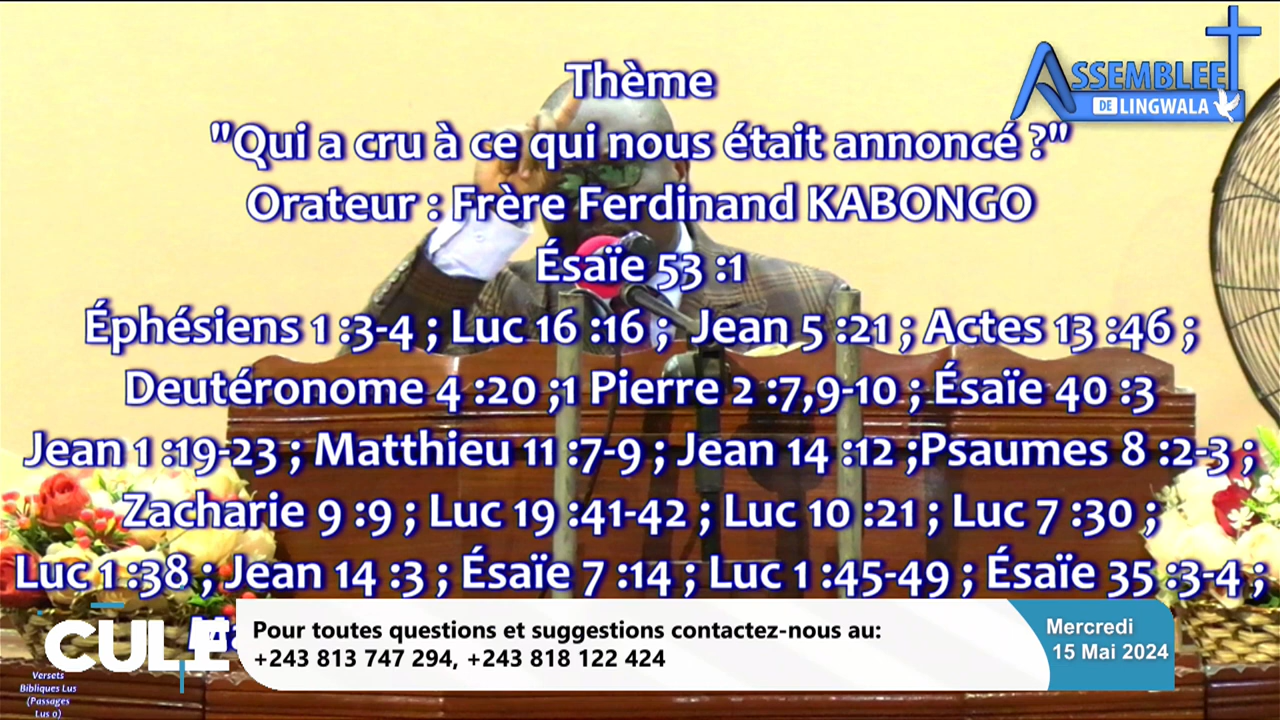 ASSEMBLEE
DE LINGWALA
Thème
"Qui a cru à ce qui nous était annoncé ?"
Orateur : Frère Ferdinand KABONGO
Ésaïe 53 :1
Éphésiens 1 :3-4 ; Luc 16 :16 ; Jean 5 :21 ; Actes 13 :46 ;
Deutéronome 4 :20 ;1 Pierre 2 :7,9-10 ; Ésaïe 40 :3
Jean 1 :19-23 ; Matthieu 11 :7-9 ; Jean 14 :12 ;Psaumes 8 :2-3 ;
Zacharie 9 :9 ; Luc 19 :41-42 ; Luc 10 :21 ; Luc 7 :30 ;
Luc 1 :38 ; Jean 14 :3 ; Ésaïe 7 :14 ; Luc 1 :45-49 ; Ésaïe 35 :3-4 ;
Pour toutes questions et suggestions contactez-nous au:
+243 813 747 294, +243 818 122 424
Mercredi
15 Mai 2024
Versets
Bibliques Lus
(Passages
Lus 0)